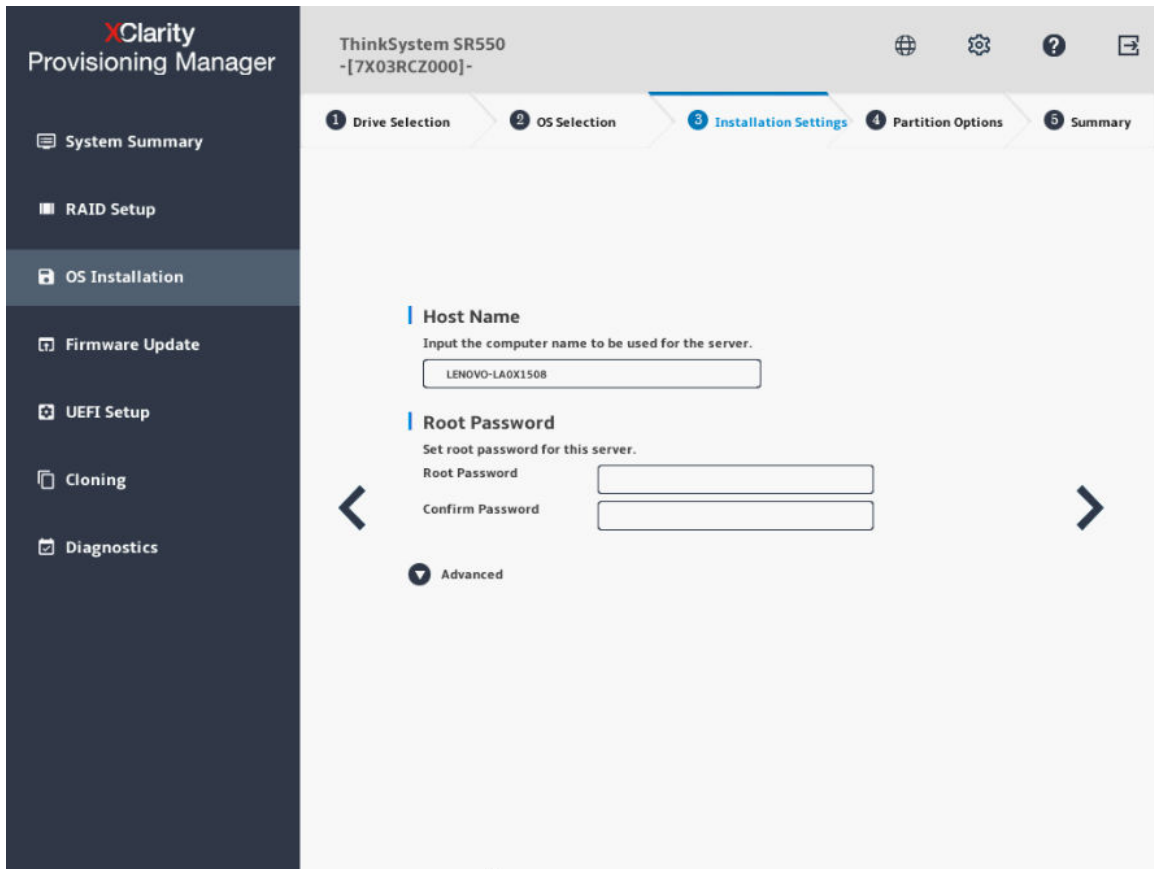 XClarity
Provisioning Manager
System Summary
RAID Setup
OS Installation
Firmware Update
UEFI Setup
Cloning
Diagnostics
ThinkSystem SR550
-[7X03RCZ000]-
?
1 Drive Selection
2 OS Selection
3 Installation Settings
4 Partition Options
5 Summary
Host Name
Input the computer name to be used for the server.
LENOVO-LA0X1508
Root Password
Set root password for this server.
Root Password
Confirm Password
Advanced